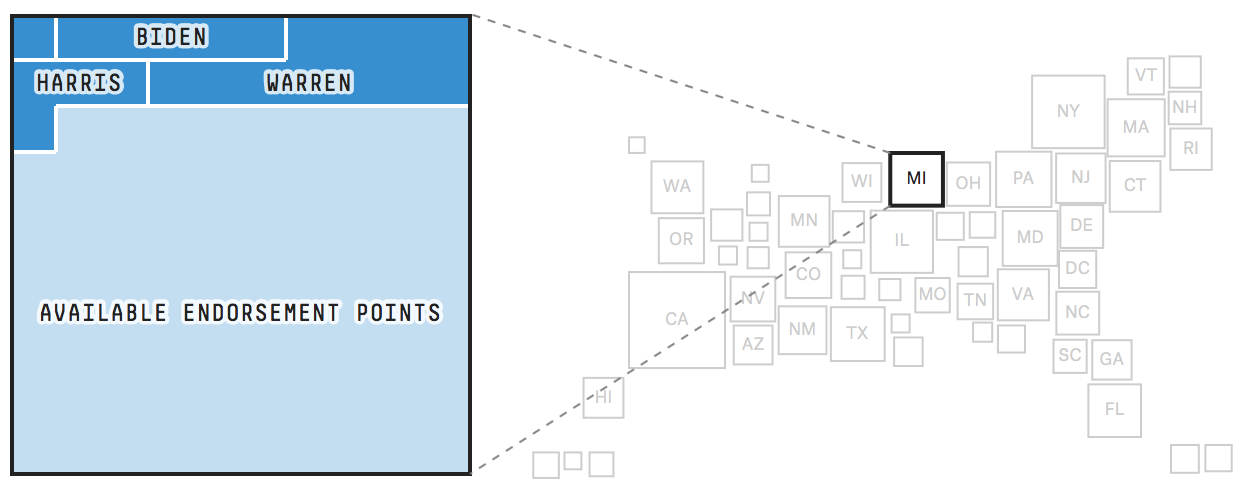 BIDEN
HARRIS
WARREN
AVAILABLE ENDORSEMENT POINTS
VT
NY
NH
MA
RI
WA
WI
MI
OH
PA
NJ
CT
OR
MN
IL
MD
DE
CO
DC
CA
NV
MO
TN
VA
NC
AZ
NM
TX
SC
GA
HI
FL